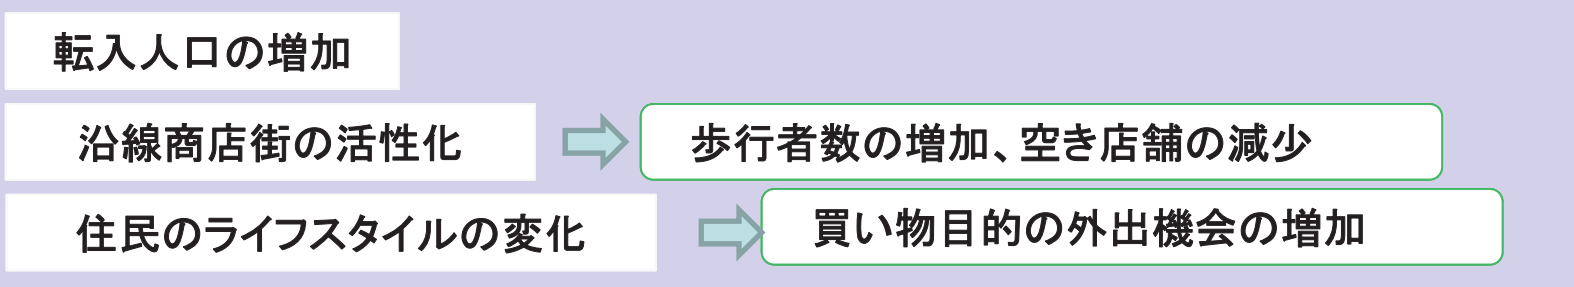 転入人口の増加
沿線商店街の活性化
歩行者数の増加、空き店舗の減少
住民のライフスタイルの変化
買い物目的の外出機会の増加